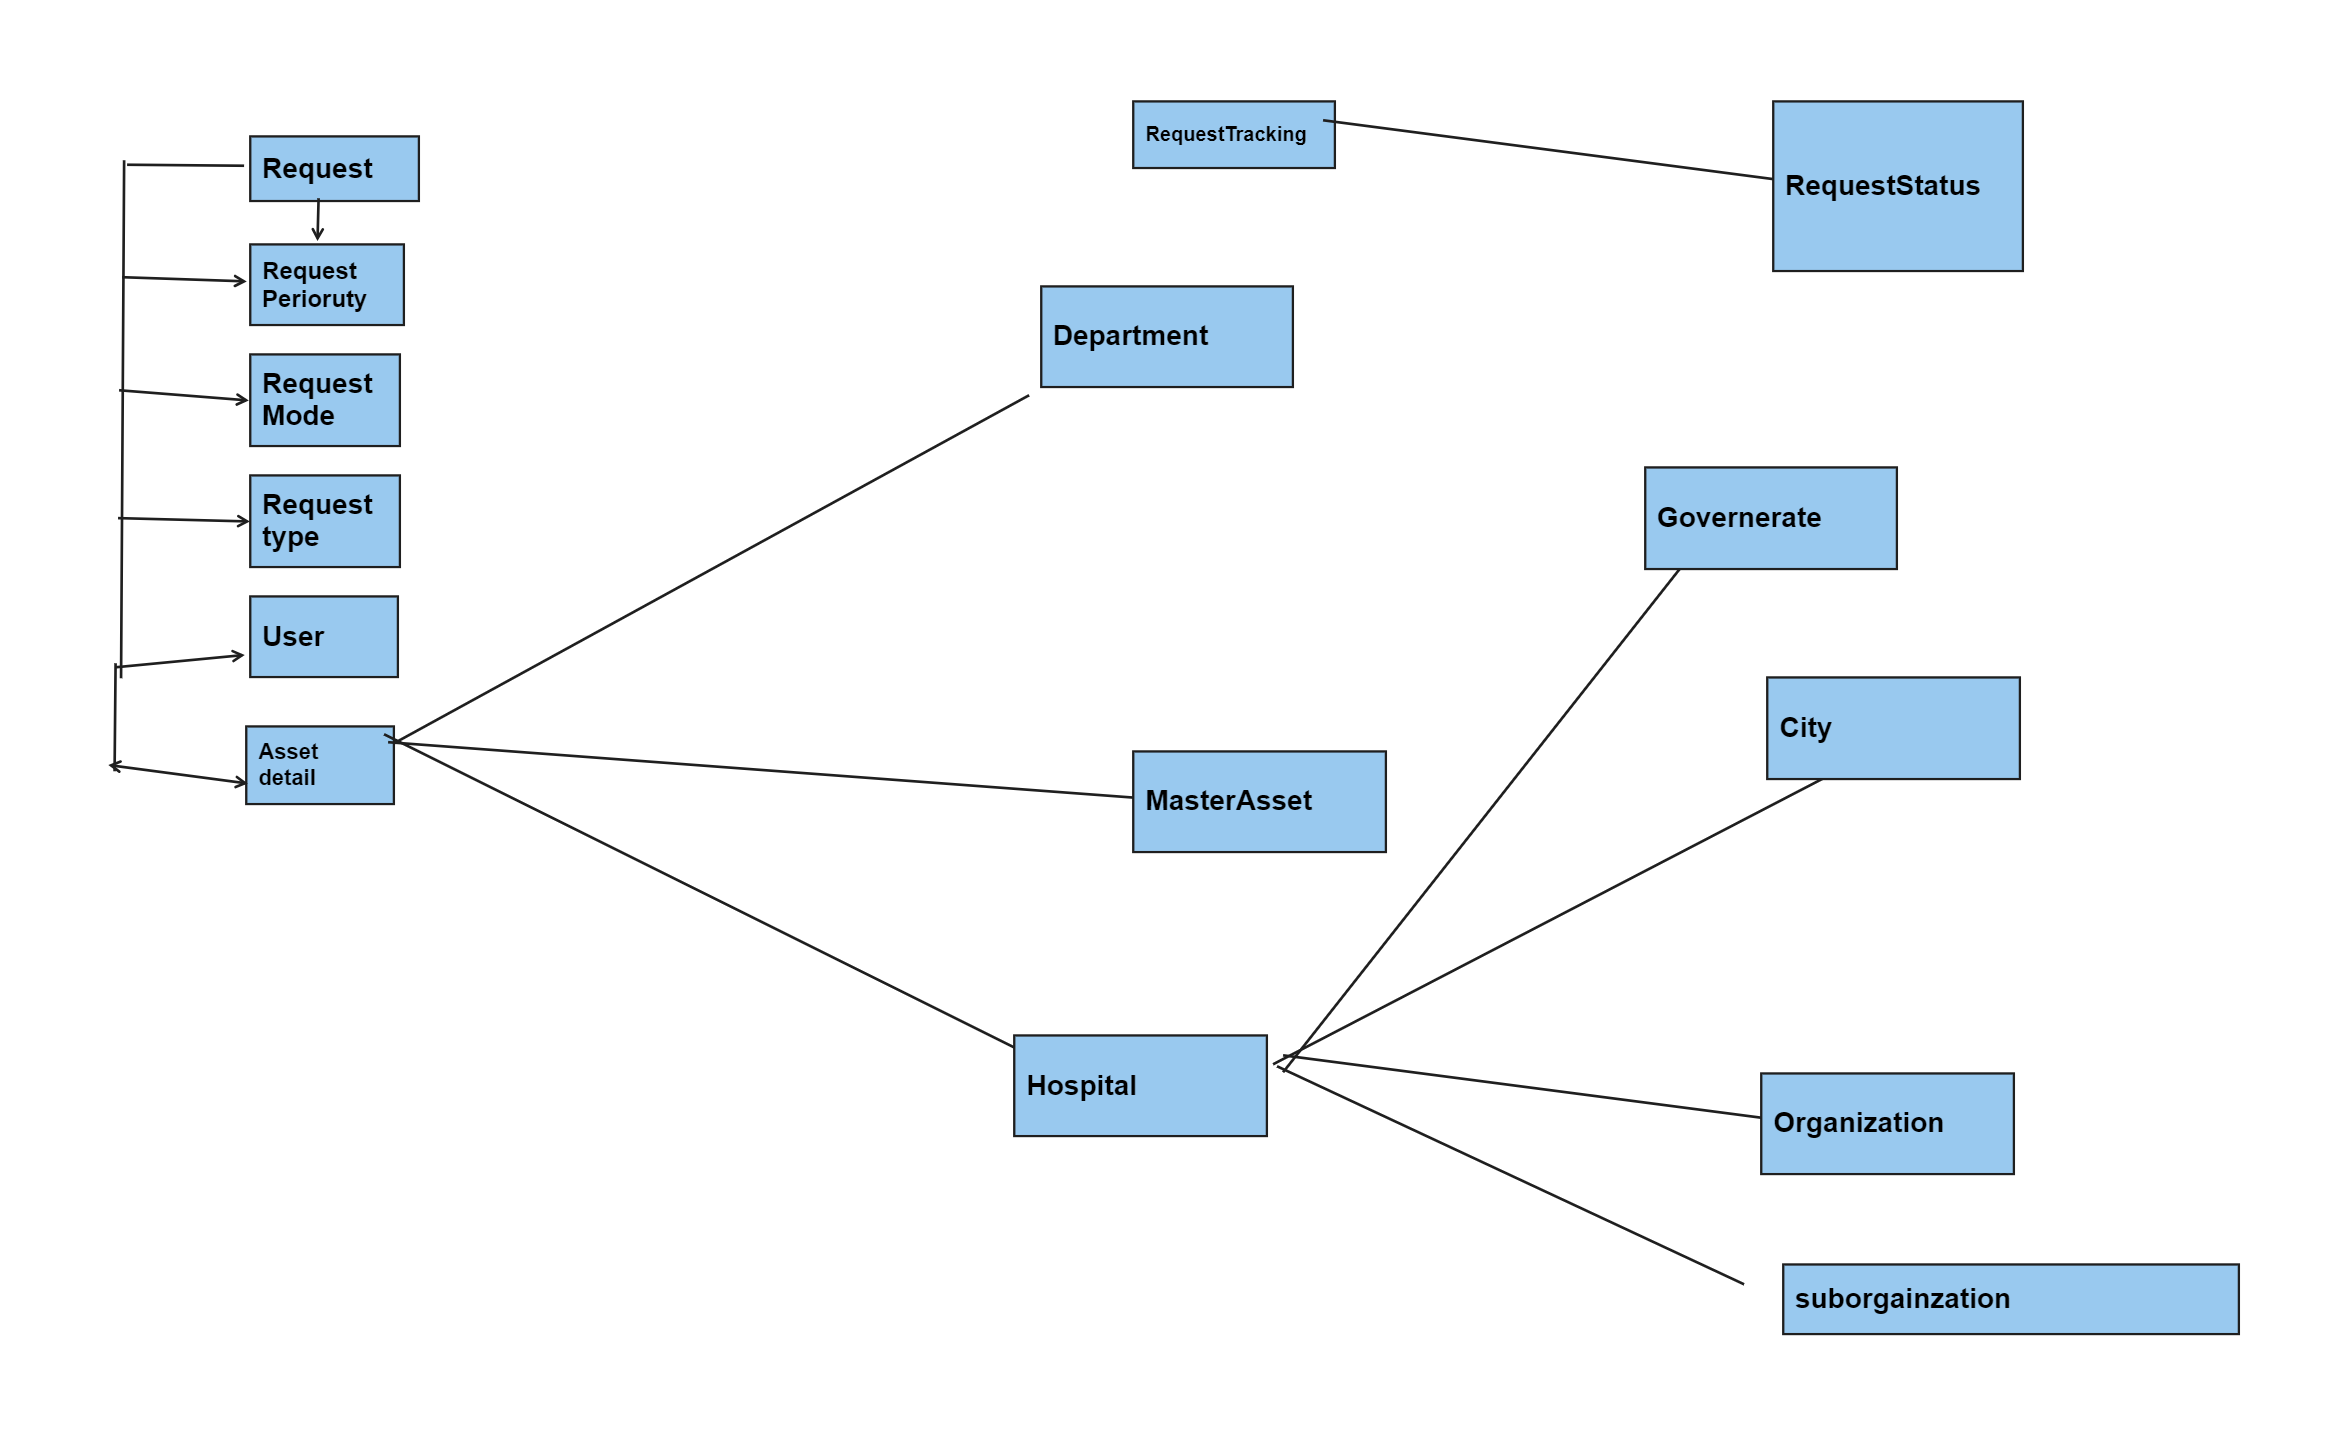 Request
Request
Perioruty
Request
Mode
Request
type
User
Asset
detail
RequestTracking
RequestStatus
Department
Governerate
City
MasterAsset
Hospital
Organization
suborgainzation